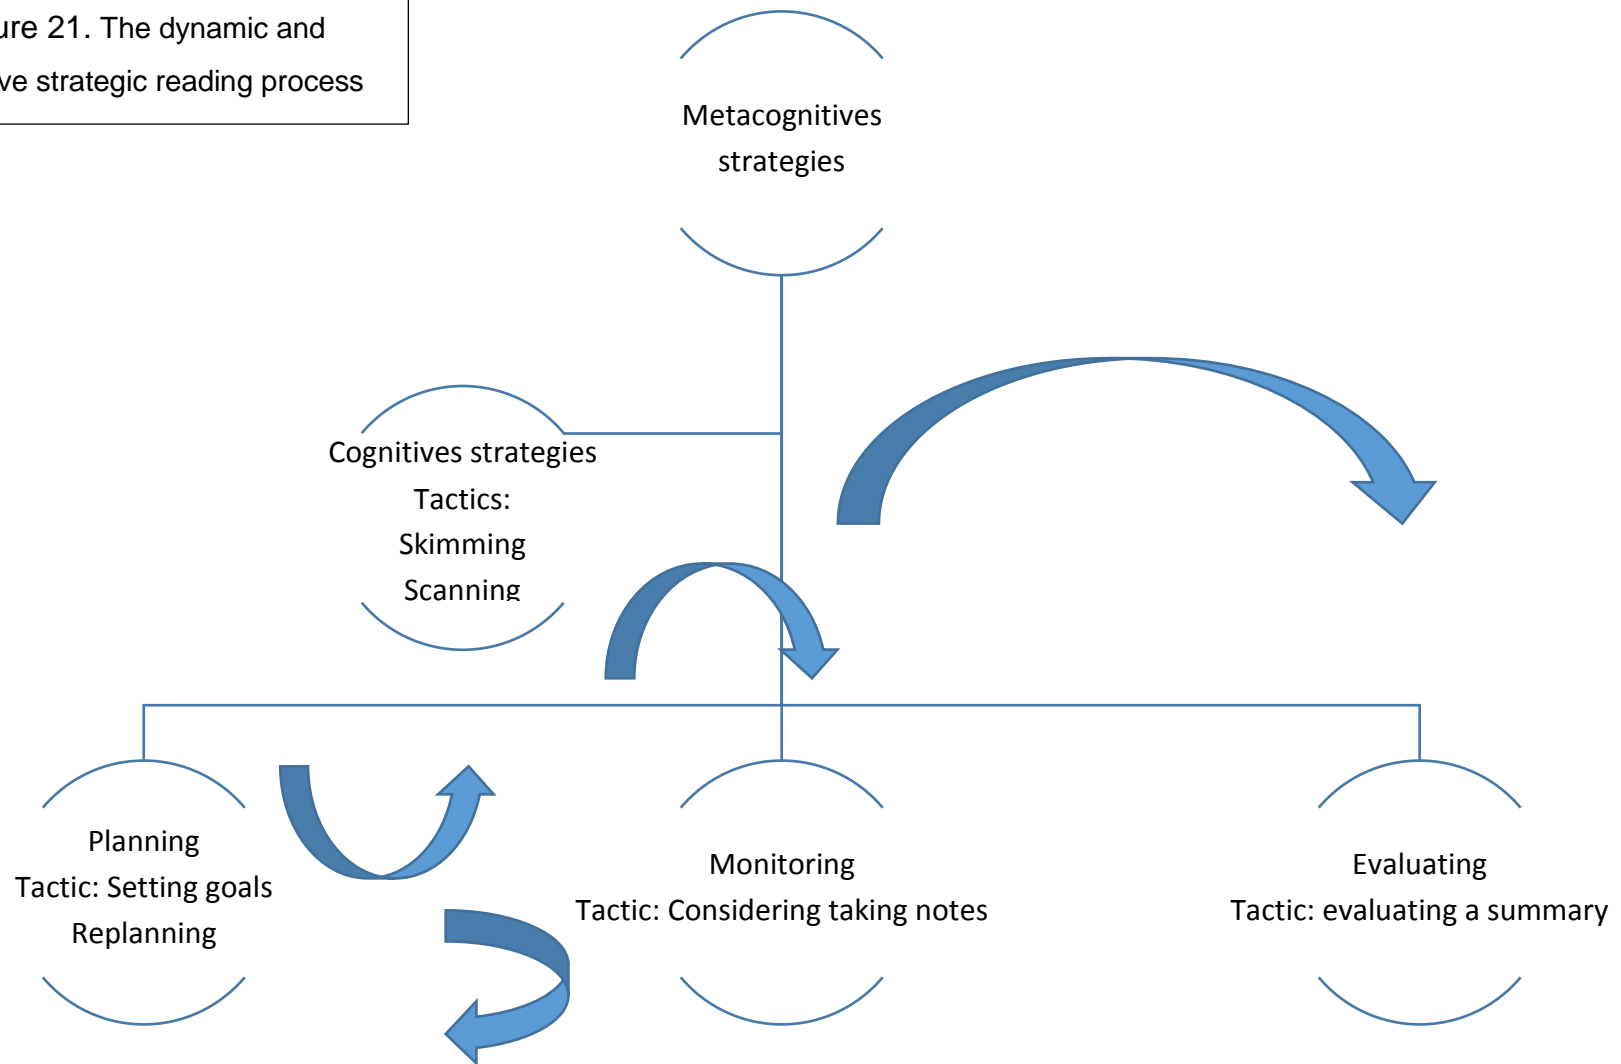 ure 21. The dynamic and
ve strategic reading process
Metacognitives
strategies
Cognitives strategies
Tactics:
Skimming
Scanning
Planning
Tactic: Setting goals
Replanning
Monitoring
Tactic: Considering taking notes
Evaluating
Tactic: evaluating a summary